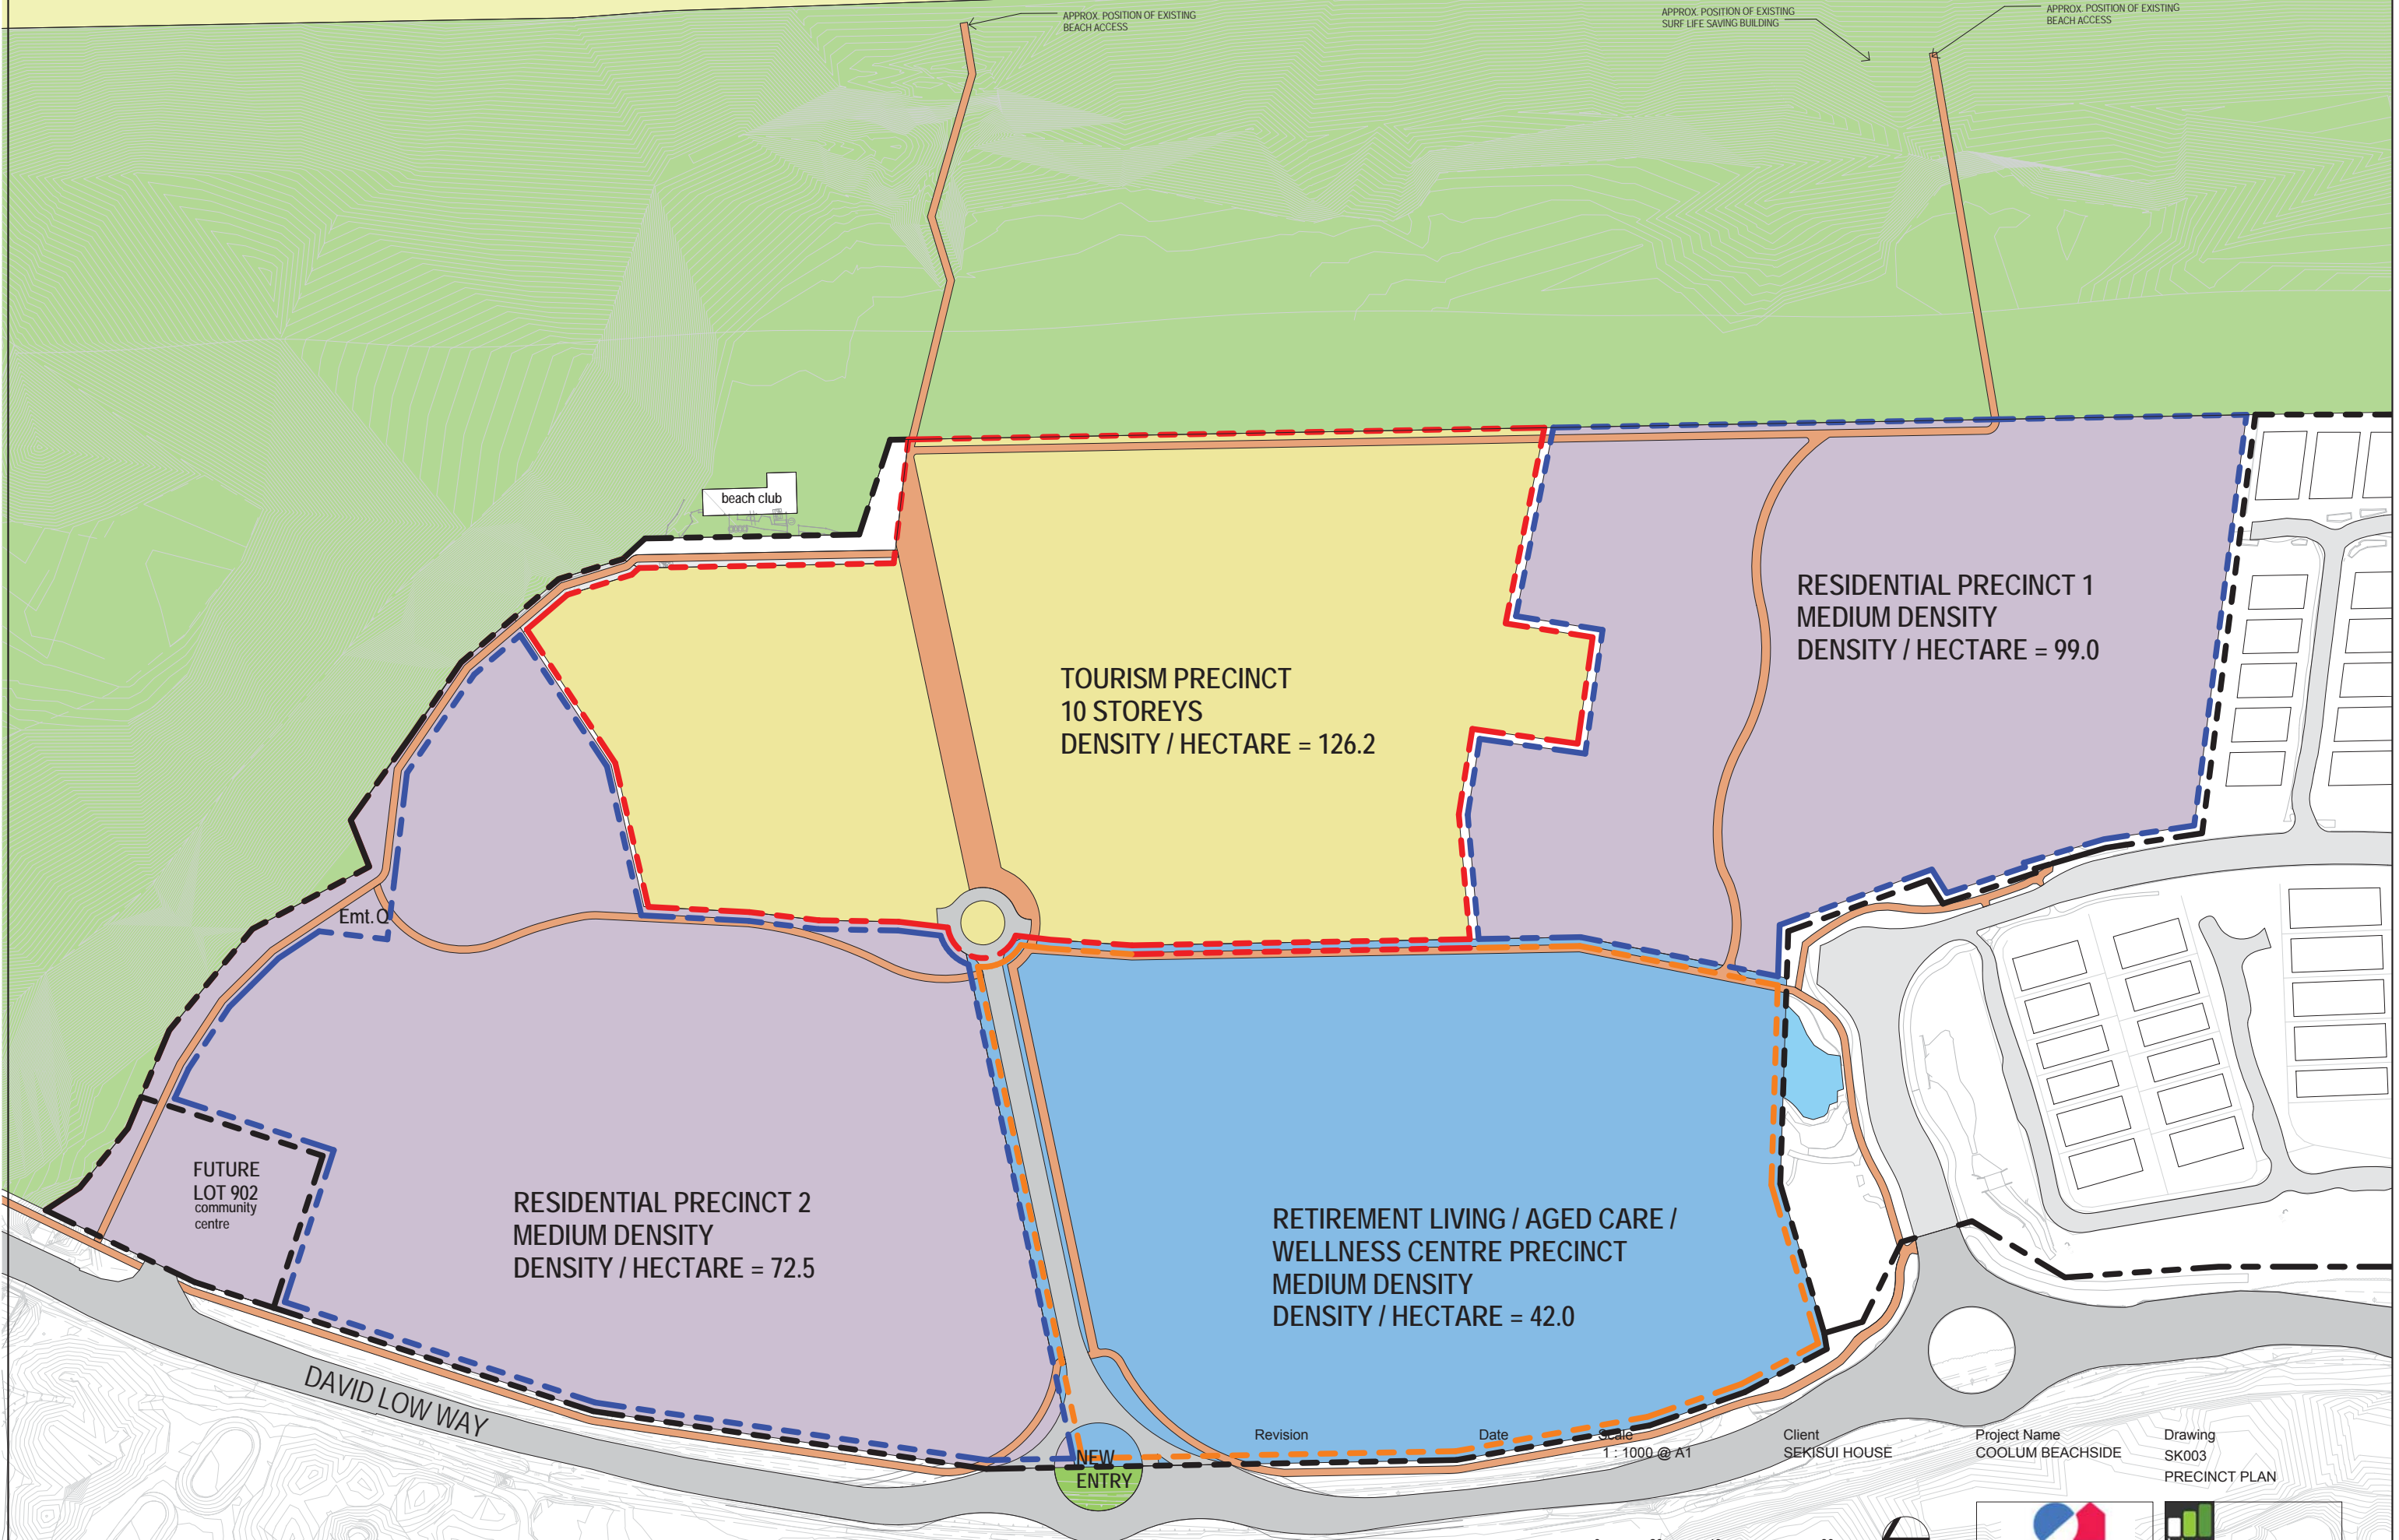 APPROX. POSITION OF EXISTING
BEACH ACCESS
APPROX. POSITION OF EXISTING
SURF LIFE SAVING BUILDING
APPROX. POSITION OF EXISTING
BEACH ACCESS
beach club
RESIDENTIAL PRECINCT 1
MEDIUM DENSITY
DENSITY / HECTARE = 99.0
TOURISM PRECINCT
10 STOREYS
DENSITY / HECTARE = 126.2
Emt.Q
FUTURE
LOT 902
community
centre
RESIDENTIAL PRECINCT 2
MEDIUM DENSITY
DENSITY / HECTARE = 72.5
RETIREMENT LIVING / AGED CARE /
WELLNESS CENTRE PRECINCT
MEDIUM DENSITY
DENSITY / HECTARE = 42.0
DAVID LOW WAY
NEW
ENTRY
Revision
Date
Scale
1 : 1000 @ A1
Client
SEKISUI HOUSE
Project Name
COOLUM BEACHSIDE
Drawing
SK003
PRECINCT PLAN